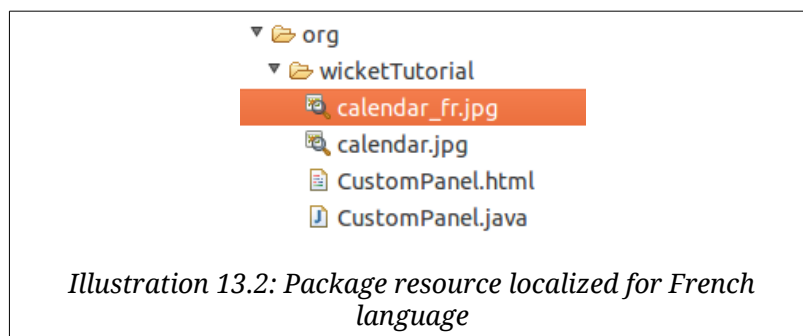 org
wicketTutorial
calendar_fr.jpg
calendar.jpg
CustomPanel.html
CustomPanel.java
Illustration 13.2: Package resource localized for French
language